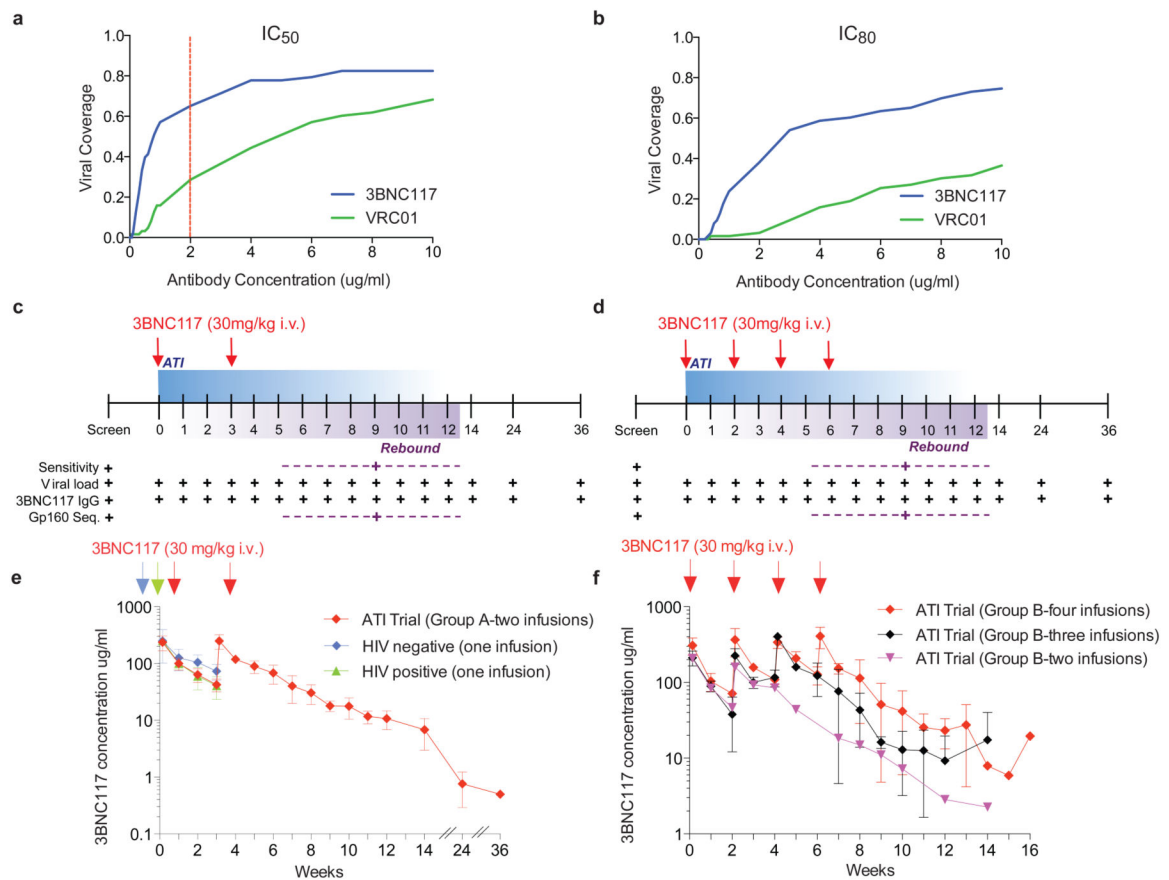 a
IC50
1.0
0.8
0.6
0.4
0.2
0.0
Viral Coverage
3BNC117
VRC01
0 2 4 6 8 10
Antibody Concentration (ug/ml)
b
IC80
1.0
0.8
0.6
0.4
0.2
0.0
Viral Coverage
3BNC117
VRC01
0 2 4 6 8 10
Antibody Concentration (ug/ml)
c
3BNC117 (30mg/kg i.v.)
ATI
Screen 0 1 2 3 4 5 6 7 8 9 10 11 12 14 24 36
Rebound
Sensitivity + +
Viral load + + + + + + + + + + + + + + + + +
3BNC117 IgG + + + + + + + + + + + + + + + + +
Gp160 Seq. + +
d
3BNC117 (30mg/kg i.v.)
ATI
Screen 0 1 2 3 4 5 6 7 8 9 10 11 12 14 24 36
Rebound
+ +
+ + + + + + + + + + + + + + + + +
+ + + + + + + + + + + + + + + + +
+ +
3BNC117 (30 mg/kg i.v.)
e
1000
100
10
1
0.1
3BNC117 concentration ug/ml
ATI Trial (Group A-two infusions)
HIV negative (one infusion)
HIV positive (one infusion)
0 2 4 6 8 10 12 14 24 36
Weeks
3BNC117 (30 mg/kg i.v.)
f
1000
100
10
1
3BNC117 concentration ug/ml
ATI Trial (Group B-four infusions)
ATI Trial (Group B-three infusions)
ATI Trial (Group B-two infusions)
0 2 4 6 8 10 12 14 16
Weeks